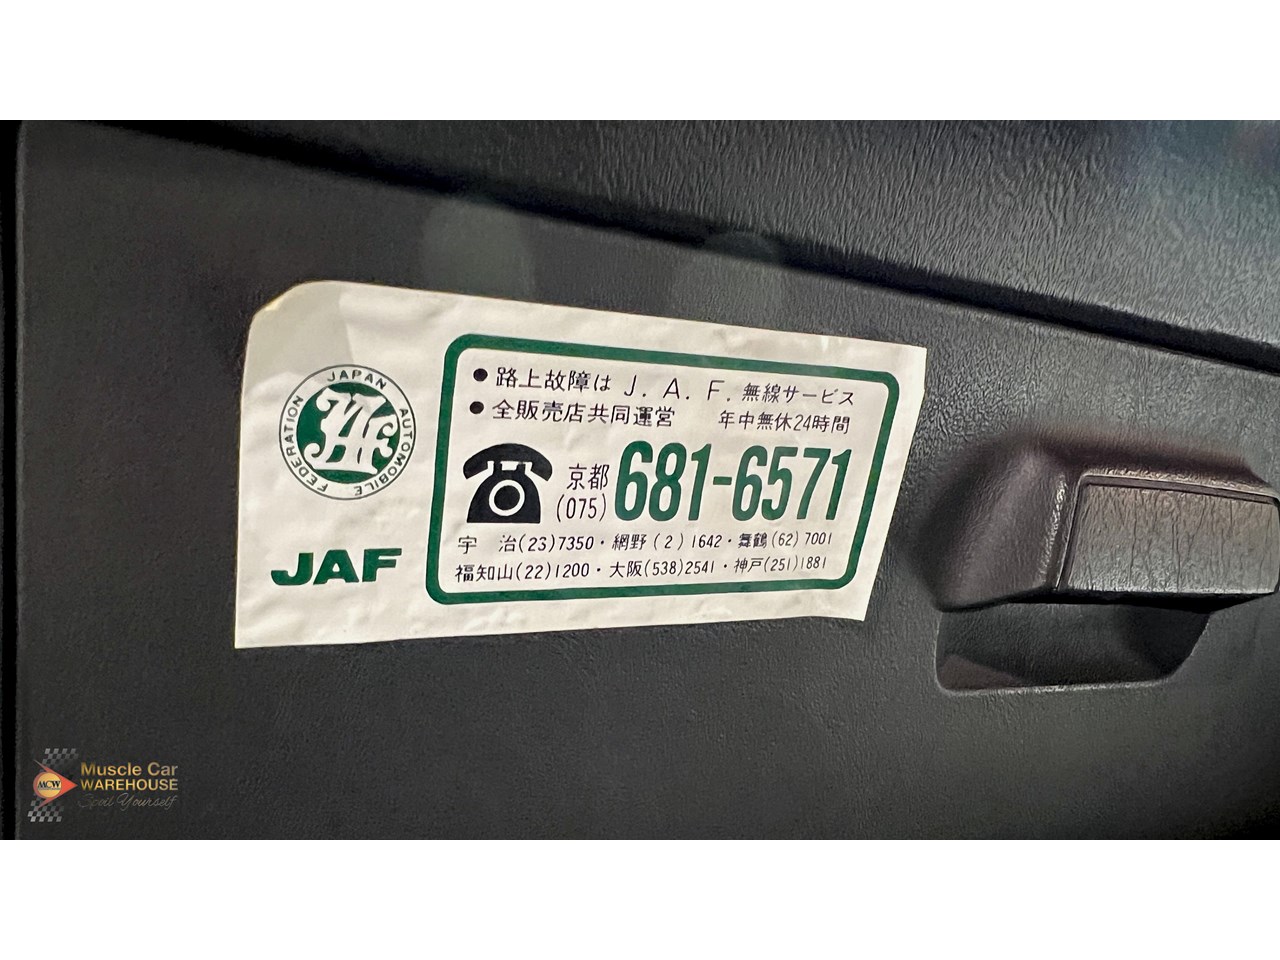 JAPAN AUTOMOBILE FEDERATION
JAF
JAF
● 路上故障は J.A.F. 無線サービス
● 全販売店共同運営 年中無休24時間
京都
(075) 681-6571
宇 治(23)7350・網野(2)1642・舞鶴(62)7001
福知山(22)1200・大阪(538)2541・神戸(251)1881
Muscle Car
MCW
WAREHOUSE
Spoil Yourself